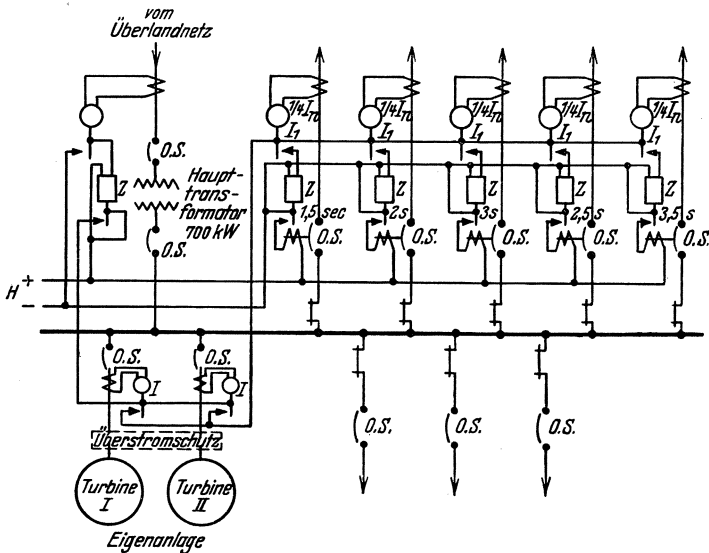 vom
Überlandnetz
1/4 In
1/4 In
1/4 In
1/4 In
1/4 In
I1
I1
I1
I1
I1
O.S.
Haupt-
trans-
formator
700 kW
Z
Z
Z
Z
Z
Z
1,5 sec
2s
3s
2,5 s
3,5 s
O.S.
O.S.
O.S.
O.S.
O.S.
O.S.
H + −
O.S.
O.S.
I
I
Überstromschutz
O.S.
O.S.
O.S.
Turbine
I
Turbine
II
Eigenanlage